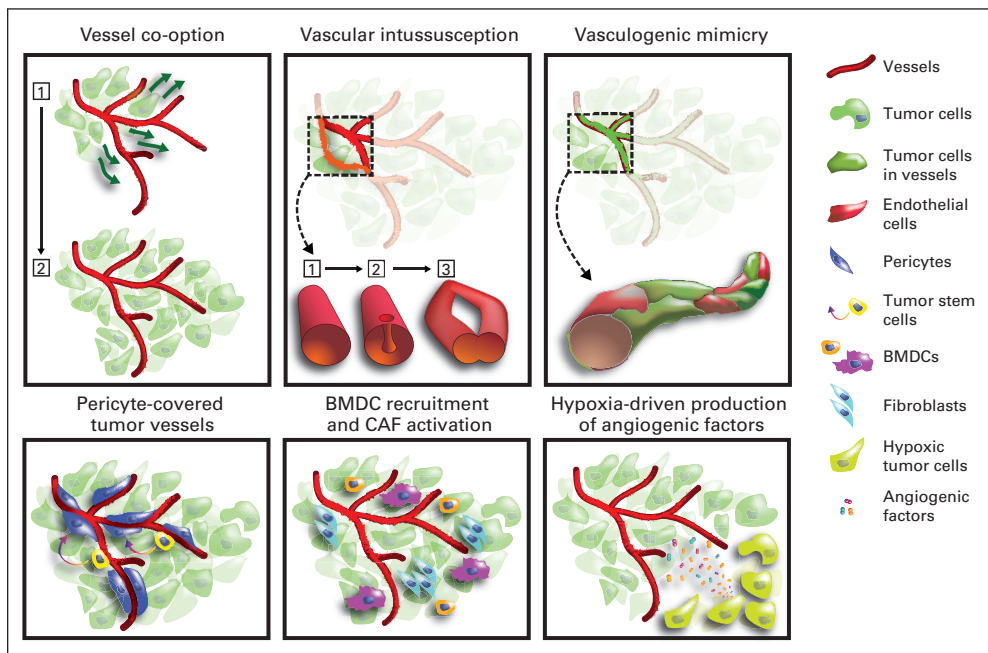 Vessel co-option
Vascular intussusception
Vasculogenic mimicry
1
2
1
2
3
Pericyte-covered
tumor vessels
BMDC recruitment
and CAF activation
Hypoxia-driven production
of angiogenic factors
Vessels
Tumor cells
Tumor cells
in vessels
Endothelial
cells
Pericytes
Tumor stem
cells
BMDCs
Fibroblasts
Hypoxic
tumor cells
Angiogenic
factors